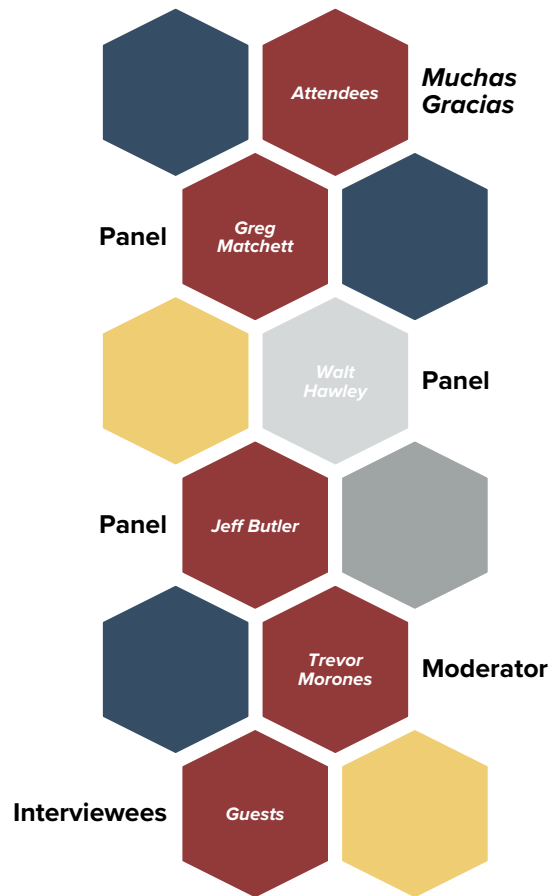 Attendees
Muchas
Gracias
Panel
Greg
Matchett
Walt
Hawley
Panel
Panel
Jeff Butler
Trevor
Morones
Moderator
Interviewees
Guests